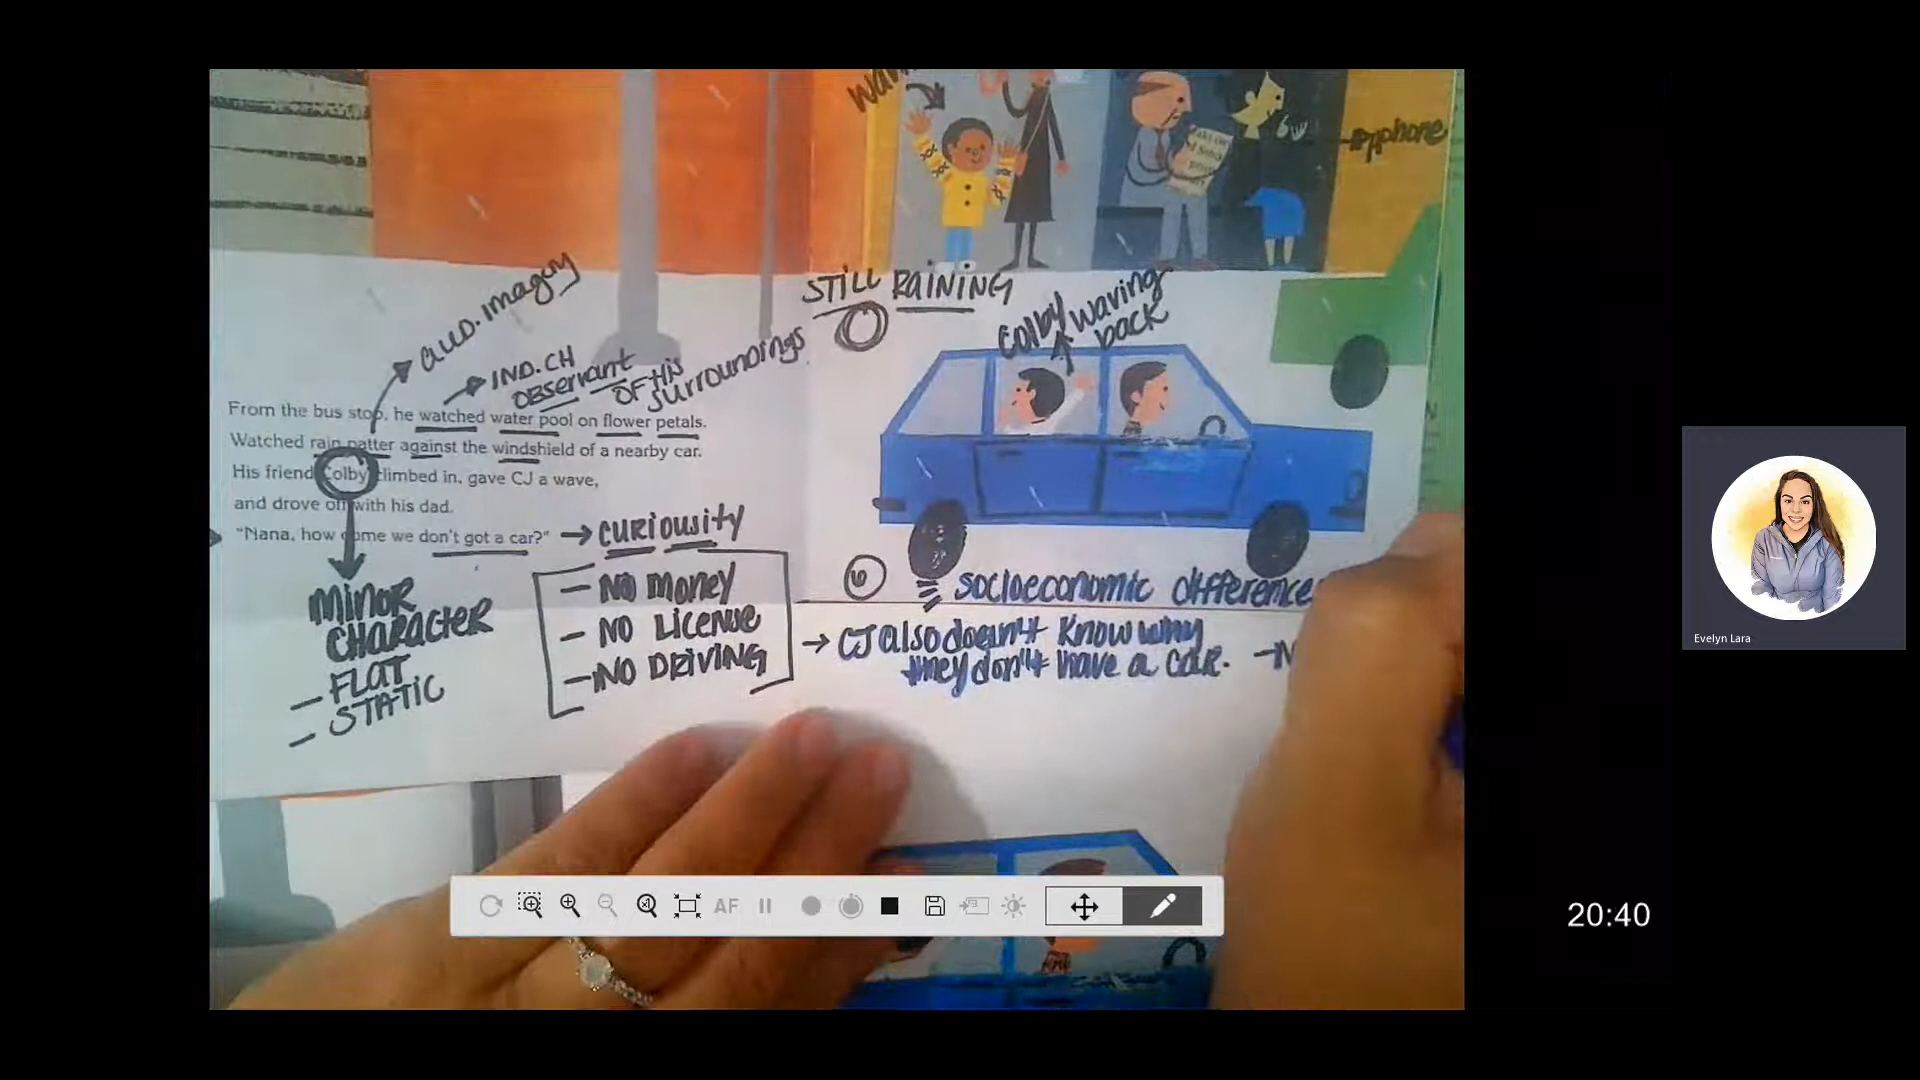 phone
STILL RAINING
Colby waving
back
aud. imagery
IND. CH
OBservant
OF HIS
surroundings
From the bus stop, he watched water pool on flower petals.
Watched rain patter against the windshield of a nearby car.
His friend Colby climbed in, gave CJ a wave,
and drove off with his dad.
"Nana, how come we don't got a car?" → curiousity
MINOR
CHARACTER
– FLAT
– STATIC
– NO MONEY
– NO LICENSE
– NO DRIVING
6
socioeconomic difference
→ CJ also doesn't know why
they don't have a car.
AF
Evelyn Lara
20:40